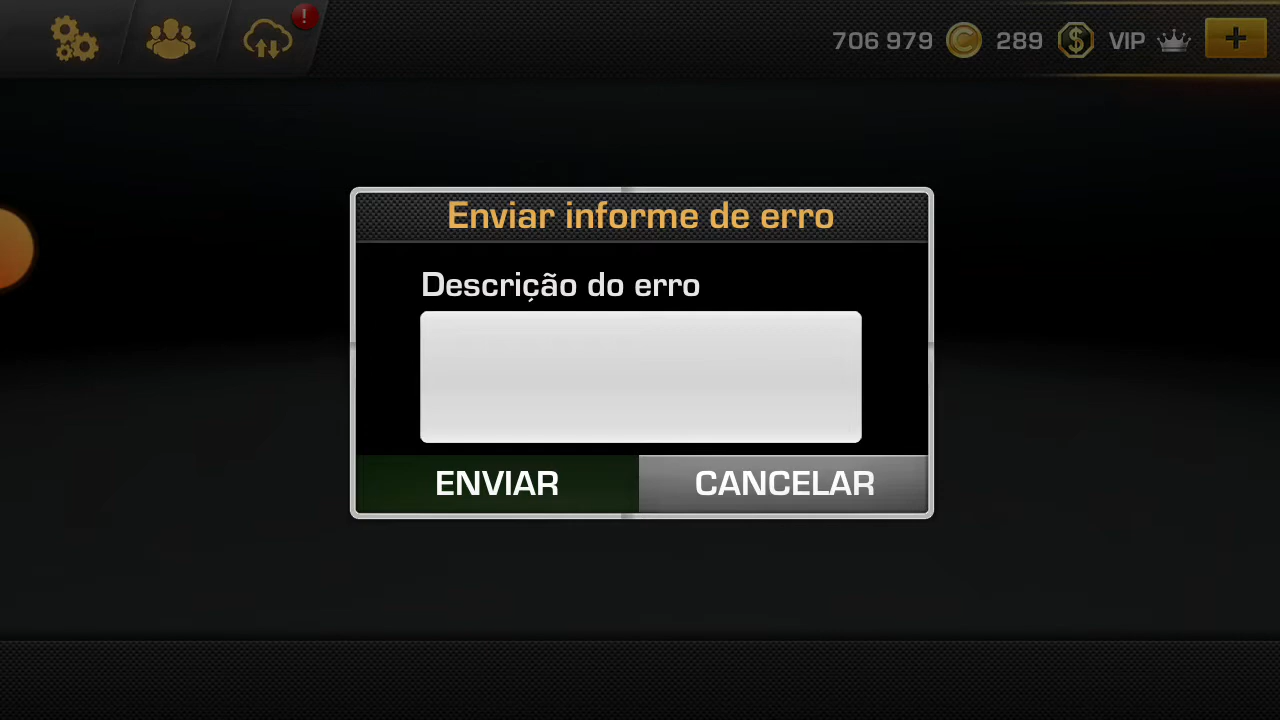 706 979 289 VIP
Enviar informe de erro
Descrição do erro
ENVIAR CANCELAR